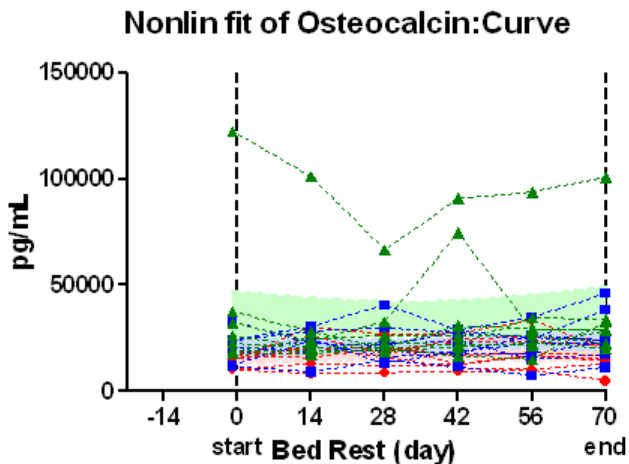 Nonlin fit of Osteocalcin:Curve
150000
100000
50000
0
pg/mL
-14 0 14 28 42 56 70
start Bed Rest (day) end